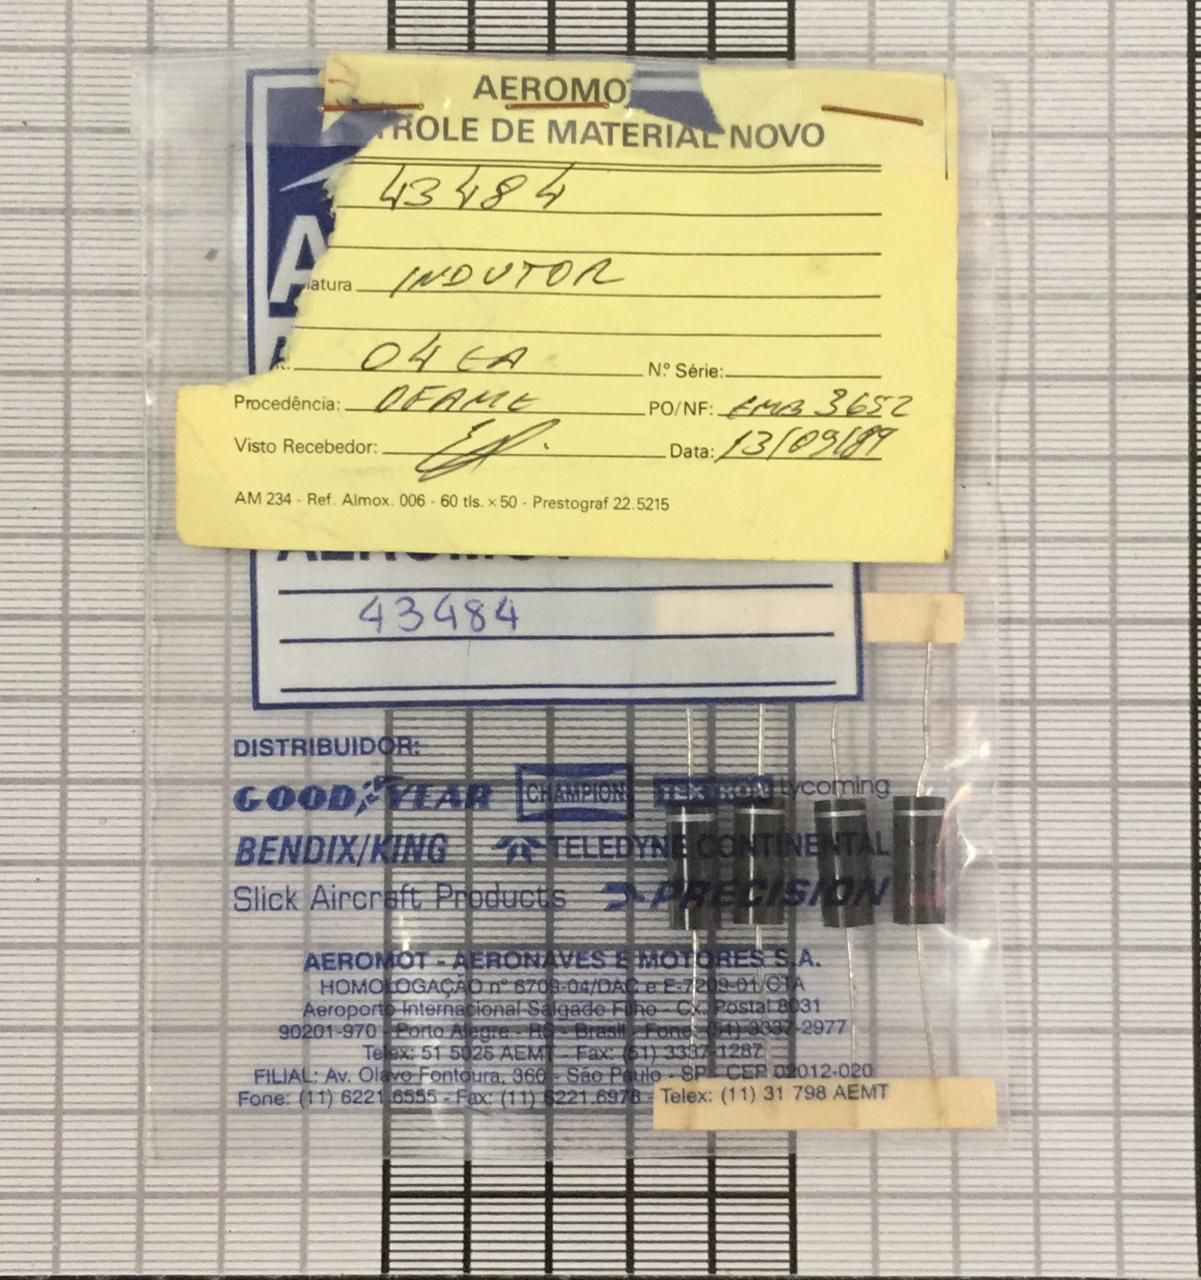 AEROMO
TROLE DE MATERIAL NOVO
43484
latura INDUTOR
04 EA Nº Série:
Procedência: OFAME PO/NF: EMB 3652
Visto Recebedor: Data: 13/09/89
AM 234 - Ref. Almox. 006 - 60 tls. x 50 - Prestograf 22.5215
43484
DISTRIBUIDOR:
GOODYEAR CHAMPION TEXTRON Lycoming
BENDIX/KING TELEDYNE CONTINENTAL
Slick Aircraft Products PRECISION
AEROMOT - AERONAVES E MOTORES S.A.
HOMOLOGAÇÃO nº 6709-04/DAC e E-7209-01/CTA
Aeroporto Internacional Salgado Filho - Cx. Postal 8031
90201-970 - Porto Alegre - RS - Brasil - Fone: (51) 3337-2977
Telex: 51 5025 AEMT - Fax: (51) 3337-1287
FILIAL: Av. Olavo Fontoura, 360 - São Paulo - SP - CEP 02012-020
Fone: (11) 6221.6555 - Fax: (11) 6221.6978 - Telex: (11) 31 798 AEMT